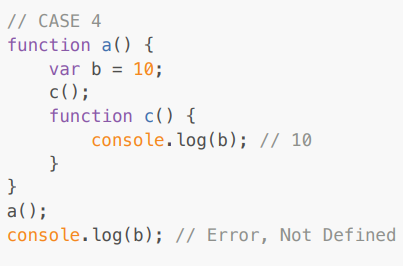 // CASE 4
function a() {
    var b = 10;
    c();
    function c() {
        console.log(b); // 10
    }
}
a();
console.log(b); // Error, Not Defined